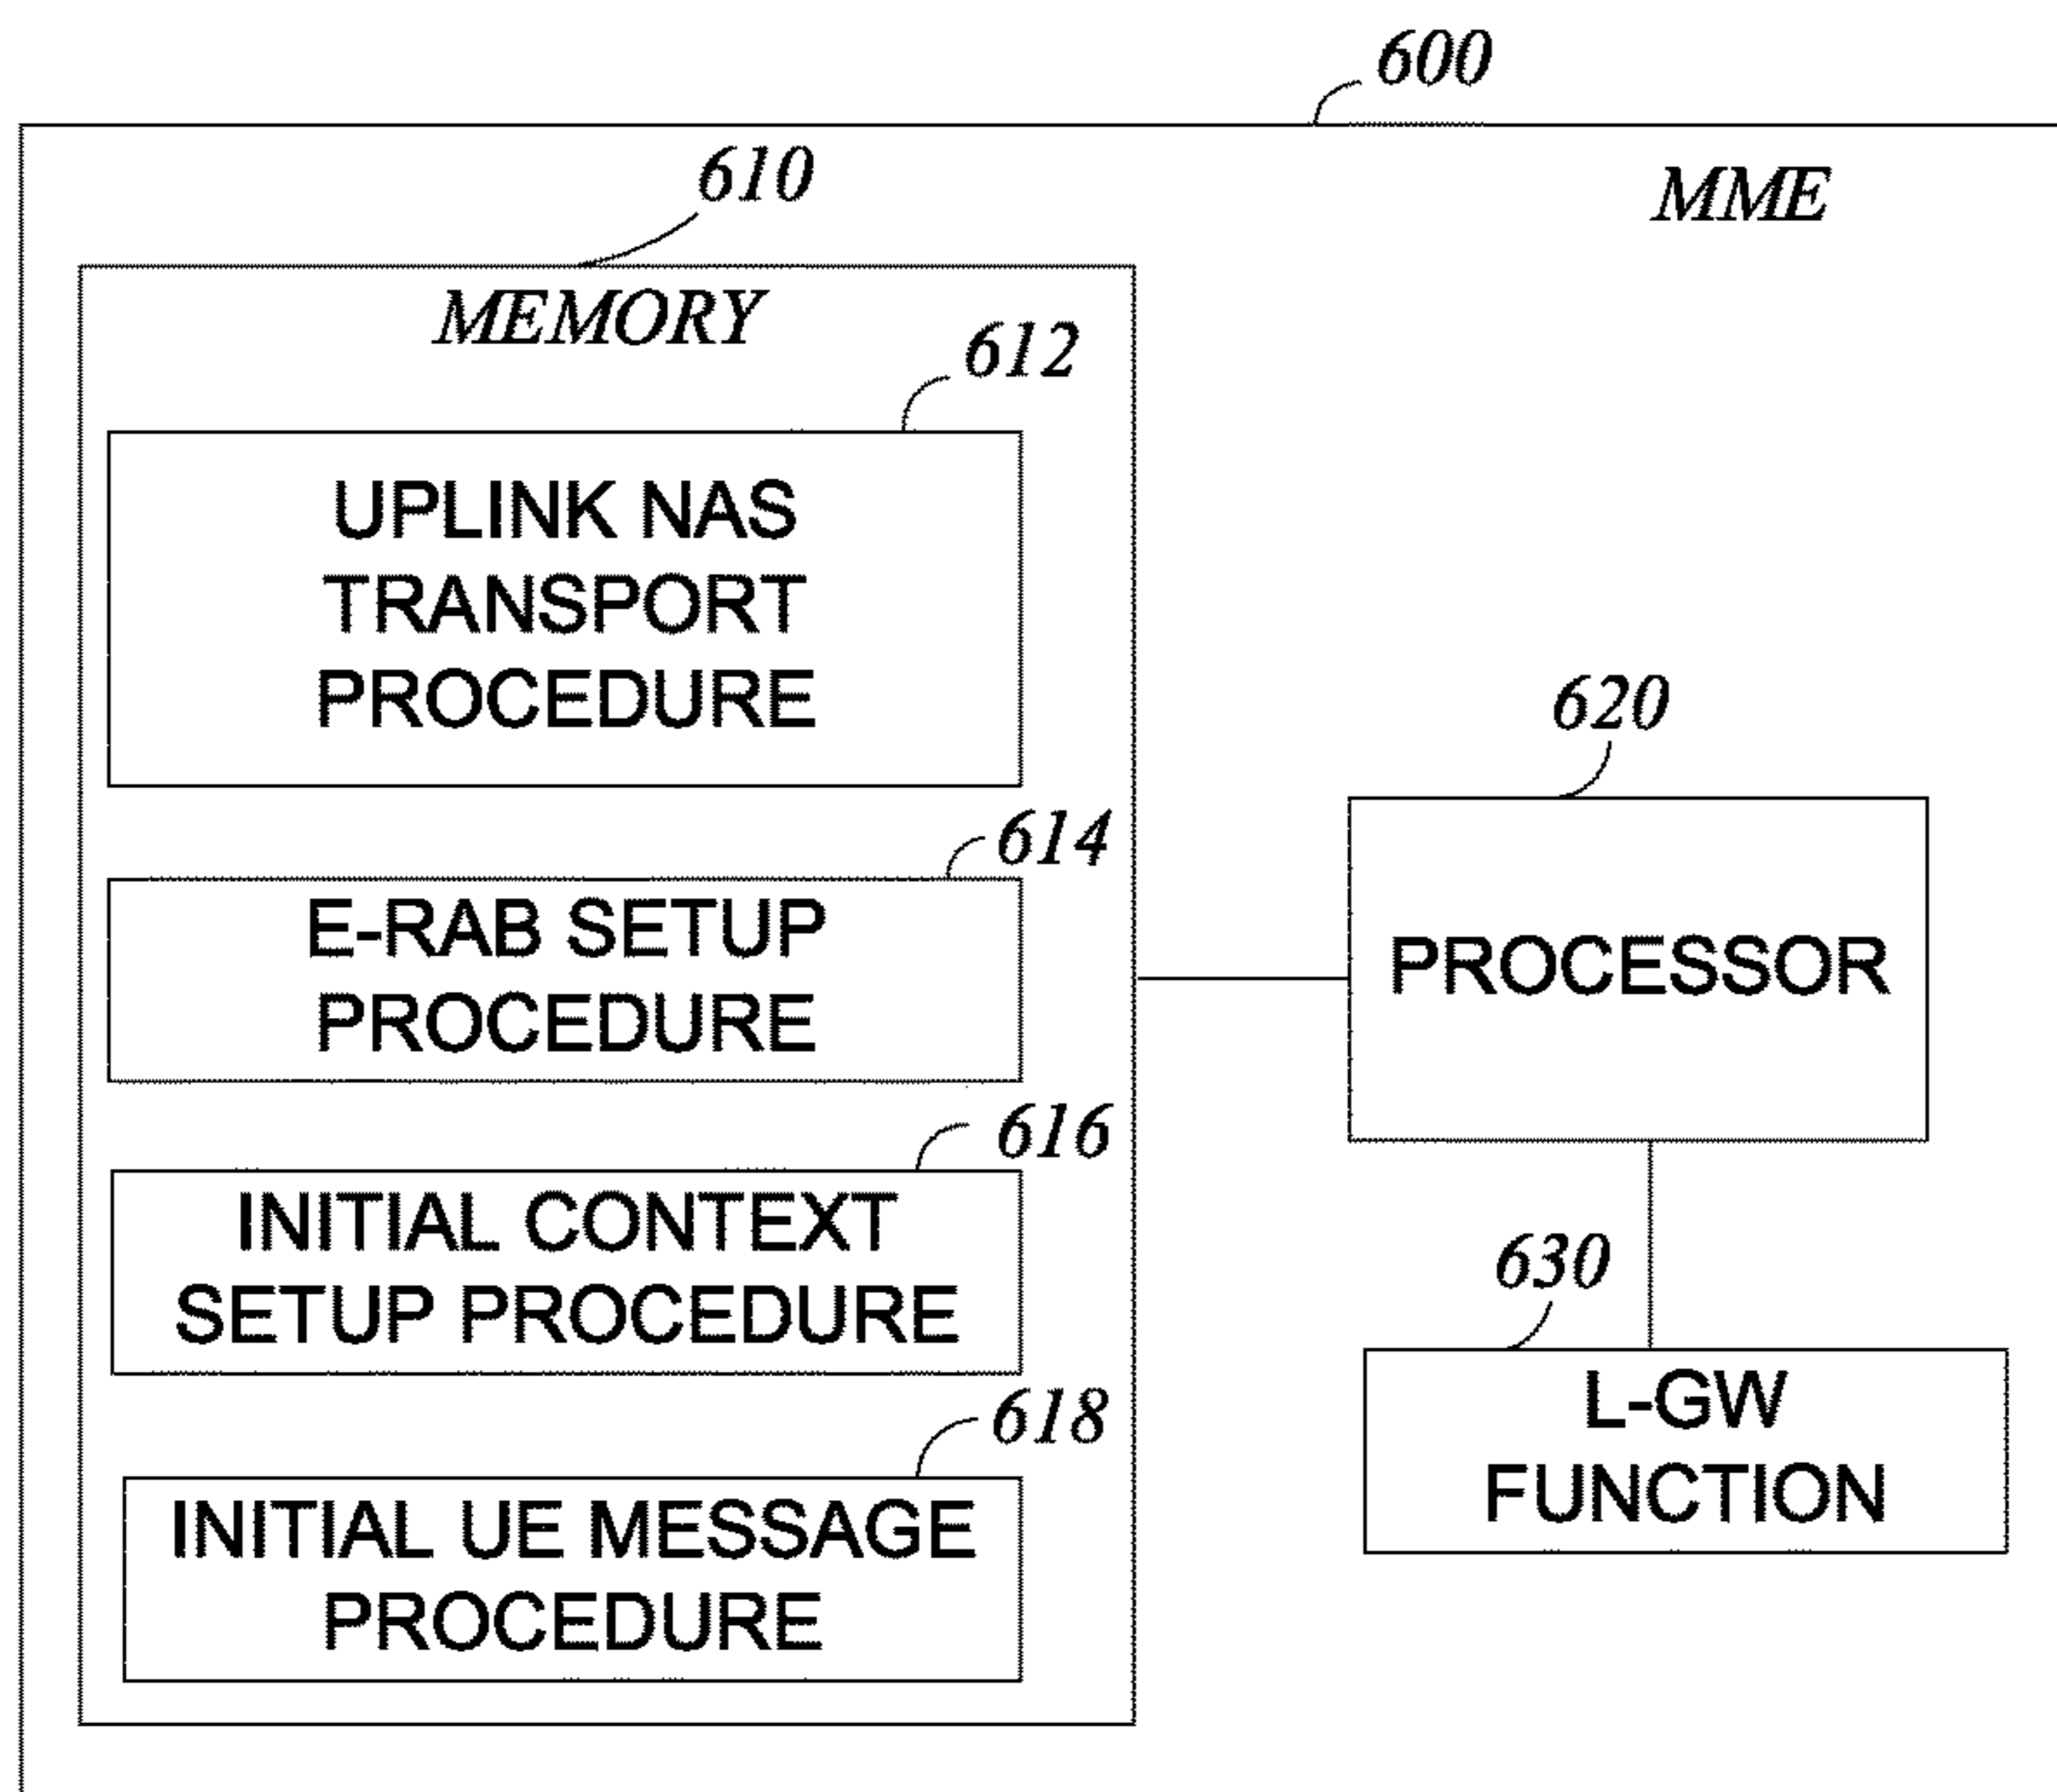 600
MME
610
MEMORY
612
UPLINK NAS
TRANSPORT
PROCEDURE
614
E-RAB SETUP
PROCEDURE
616
INITIAL CONTEXT
SETUP PROCEDURE
618
INITIAL UE MESSAGE
PROCEDURE
620
PROCESSOR
630
L-GW
FUNCTION